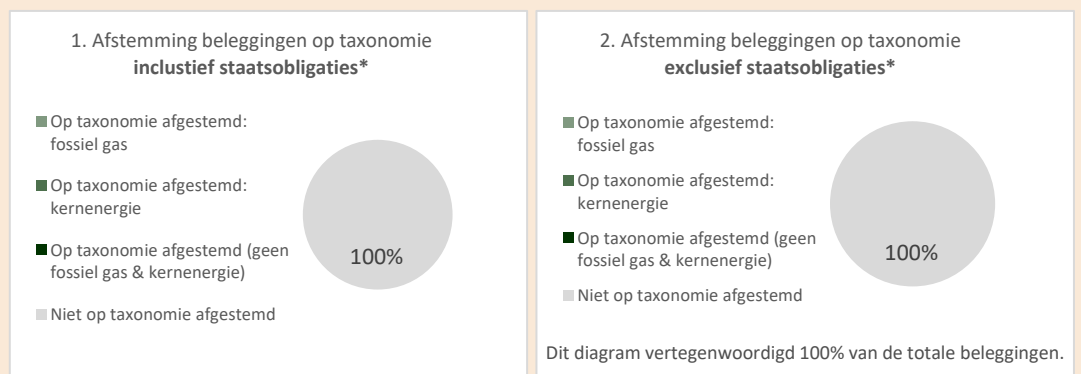 1. Afstemming beleggingen op taxonomie
inclustief staatsobligaties*
Op taxonomie afgestemd:
fossiel gas
Op taxonomie afgestemd:
kernenergie
Op taxonomie afgestemd (geen
fossiel gas & kernenergie)
Niet op taxonomie afgestemd
100%
2. Afstemming beleggingen op taxonomie
exclusief staatsobligaties*
Op taxonomie afgestemd:
fossiel gas
Op taxonomie afgestemd:
kernenergie
Op taxonomie afgestemd (geen
fossiel gas & kernenergie)
Niet op taxonomie afgestemd
100%
Dit diagram vertegenwoordigd 100% van de totale beleggingen.